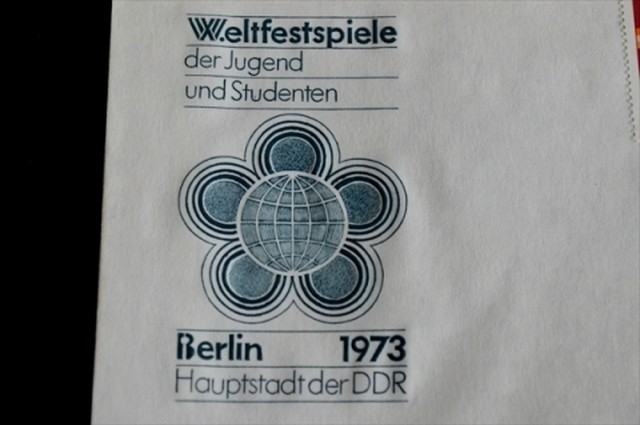 Weltfestspiele
der Jugend
und Studenten
Berlin 1973
Hauptstadt der DDR